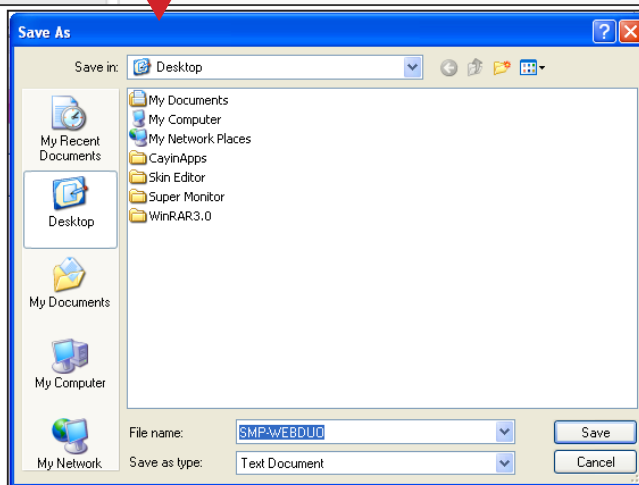 Save As
Save in:
Desktop
My Recent
Documents
Desktop
My Documents
My Computer
My Network
My Documents
My Computer
My Network Places
CayinApps
Skin Editor
Super Monitor
WinRAR3.0
File name:
SMP-WEBDUO
Save
Save as type:
Text Document
Cancel